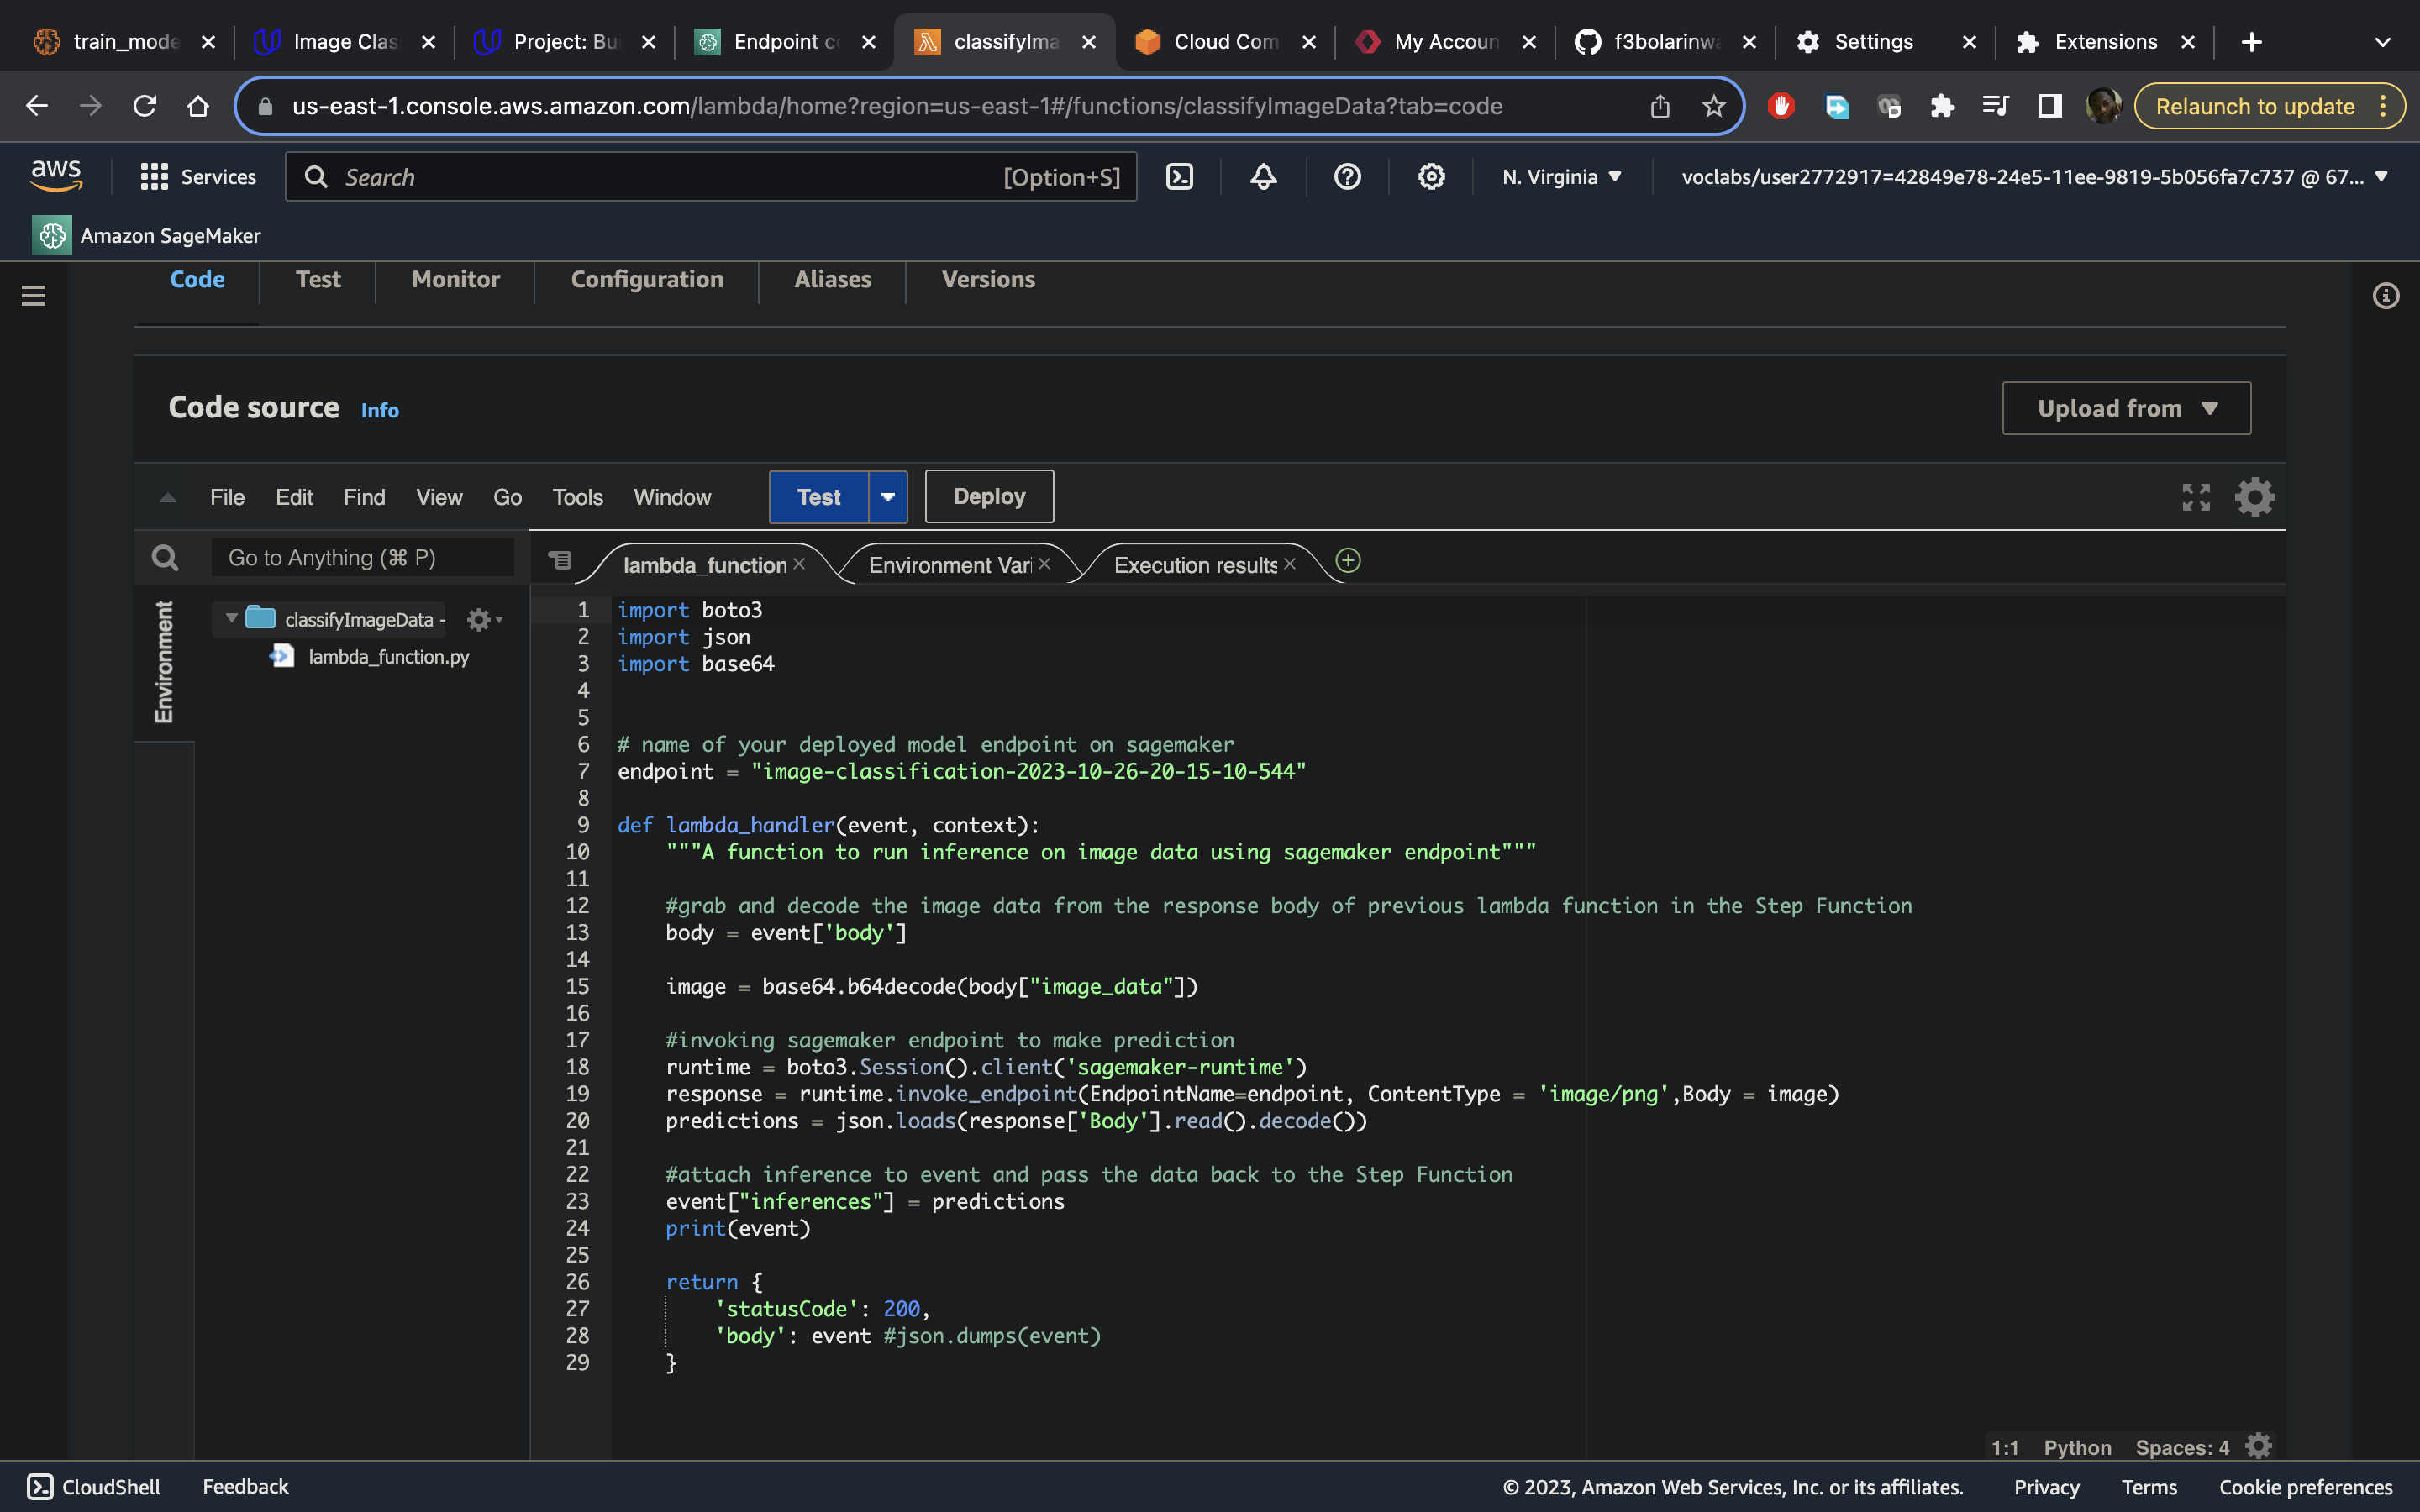 train_mode
Image Clas
Project: Bui
Endpoint co
classifyIma
Cloud Com
My Accoun
f3bolarinwa
Settings
Extensions
us-east-1.console.aws.amazon.com/lambda/home?region=us-east-1#/functions/classifyImageData?tab=code
Relaunch to update
aws
Services
Search
[Option+S]
N. Virginia
voclabs/user2772917=42849e78-24e5-11ee-9819-5b056fa7c737 @ 67...
Amazon SageMaker
Code
Test
Monitor
Configuration
Aliases
Versions
Code source
Info
Upload from
File
Edit
Find
View
Go
Tools
Window
Test
Deploy
Go to Anything (⌘ P)
lambda_function
Environment Vari
Execution results
Environment
classifyImageData -
lambda_function.py
1 import boto3
2 import json
3 import base64
4
5
6 # name of your deployed model endpoint on sagemaker
7 endpoint = "image-classification-2023-10-26-20-15-10-544"
8
9 def lambda_handler(event, context):
10     """A function to run inference on image data using sagemaker endpoint"""
11
12     #grab and decode the image data from the response body of previous lambda function in the Step Function
13     body = event['body']
14
15     image = base64.b64decode(body["image_data"])
16
17     #invoking sagemaker endpoint to make prediction
18     runtime = boto3.Session().client('sagemaker-runtime')
19     response = runtime.invoke_endpoint(EndpointName=endpoint, ContentType = 'image/png',Body = image)
20     predictions = json.loads(response['Body'].read().decode())
21
22     #attach inference to event and pass the data back to the Step Function
23     event["inferences"] = predictions
24     print(event)
25
26     return {
27         'statusCode': 200,
28         'body': event #json.dumps(event)
29     }
1:1
Python
Spaces: 4
CloudShell
Feedback
© 2023, Amazon Web Services, Inc. or its affiliates.
Privacy
Terms
Cookie preferences